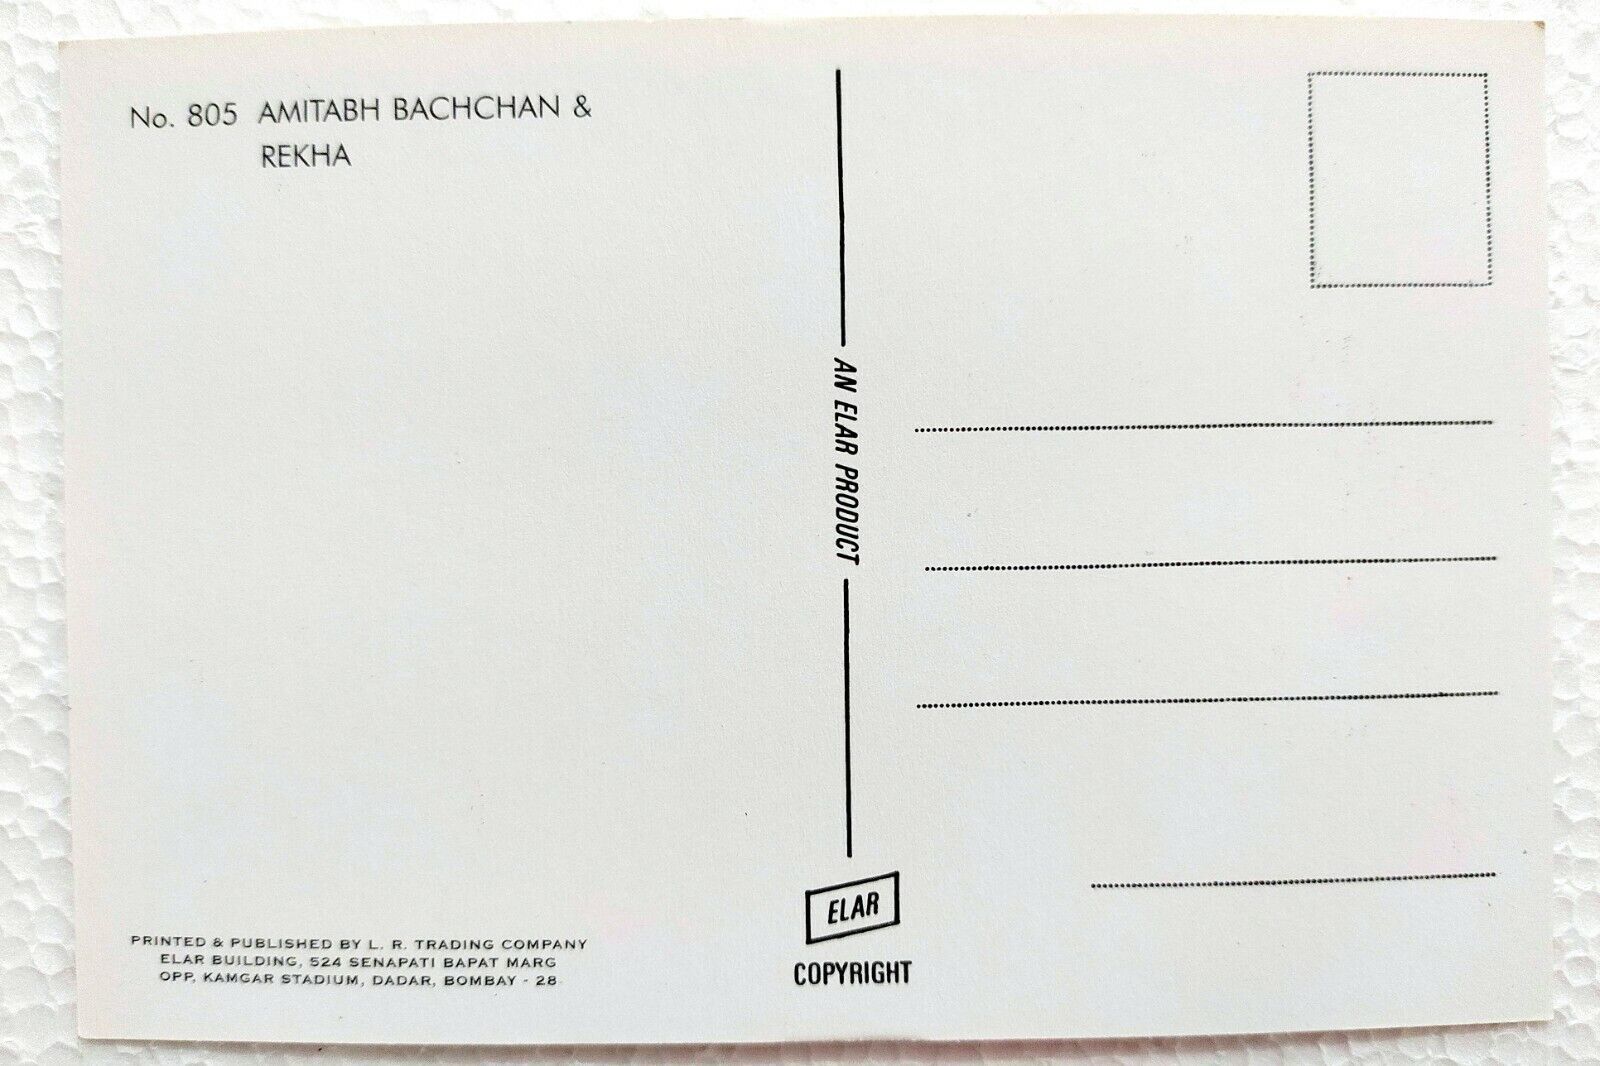 No. 805 AMITABH BACHCHAN &
REKHA
AN ELAR PRODUCT
ELAR
COPYRIGHT
PRINTED & PUBLISHED BY L. R. TRADING COMPANY
ELAR BUILDING, 524 SENAPATI BAPAT MARG
OPP. KAMGAR STADIUM, DADAR, BOMBAY - 28